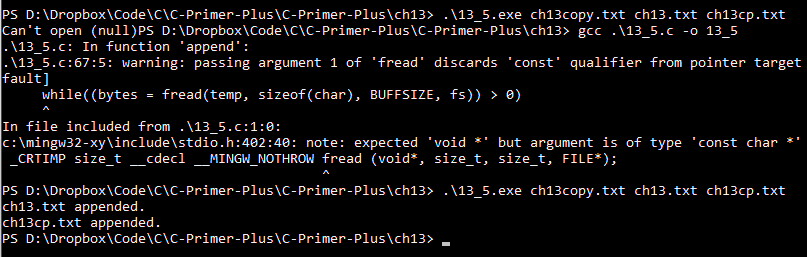 PS D:\Dropbox\Code\C\C-Primer-Plus\C-Primer-Plus\ch13> .\13_5.exe ch13copy.txt ch13.txt ch13cp.txt
Can't open (null)PS D:\Dropbox\Code\C\C-Primer-Plus\C-Primer-Plus\ch13> gcc .\13_5.c -o 13_5
.\13_5.c: In function 'append':
.\13_5.c:67:5: warning: passing argument 1 of 'fread' discards 'const' qualifier from pointer target
fault]
     while((bytes = fread(temp, sizeof(char), BUFFSIZE, fs)) > 0)
     ^
In file included from .\13_5.c:1:0:
c:\mingw32-xy\include\stdio.h:402:40: note: expected 'void *' but argument is of type 'const char *'
 _CRTIMP size_t __cdecl __MINGW_NOTHROW fread (void*, size_t, size_t, FILE*);
                                        ^
PS D:\Dropbox\Code\C\C-Primer-Plus\C-Primer-Plus\ch13> .\13_5.exe ch13copy.txt ch13.txt ch13cp.txt
ch13.txt appended.
ch13cp.txt appended.
PS D:\Dropbox\Code\C\C-Primer-Plus\C-Primer-Plus\ch13>